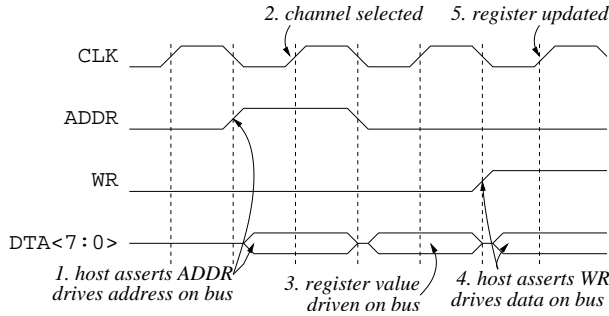 2. channel selected
5. register updated
CLK
ADDR
WR
DTA<7:0>
1. host asserts ADDR
drives address on bus
3. register value
driven on bus
4. host asserts WR
drives data on bus